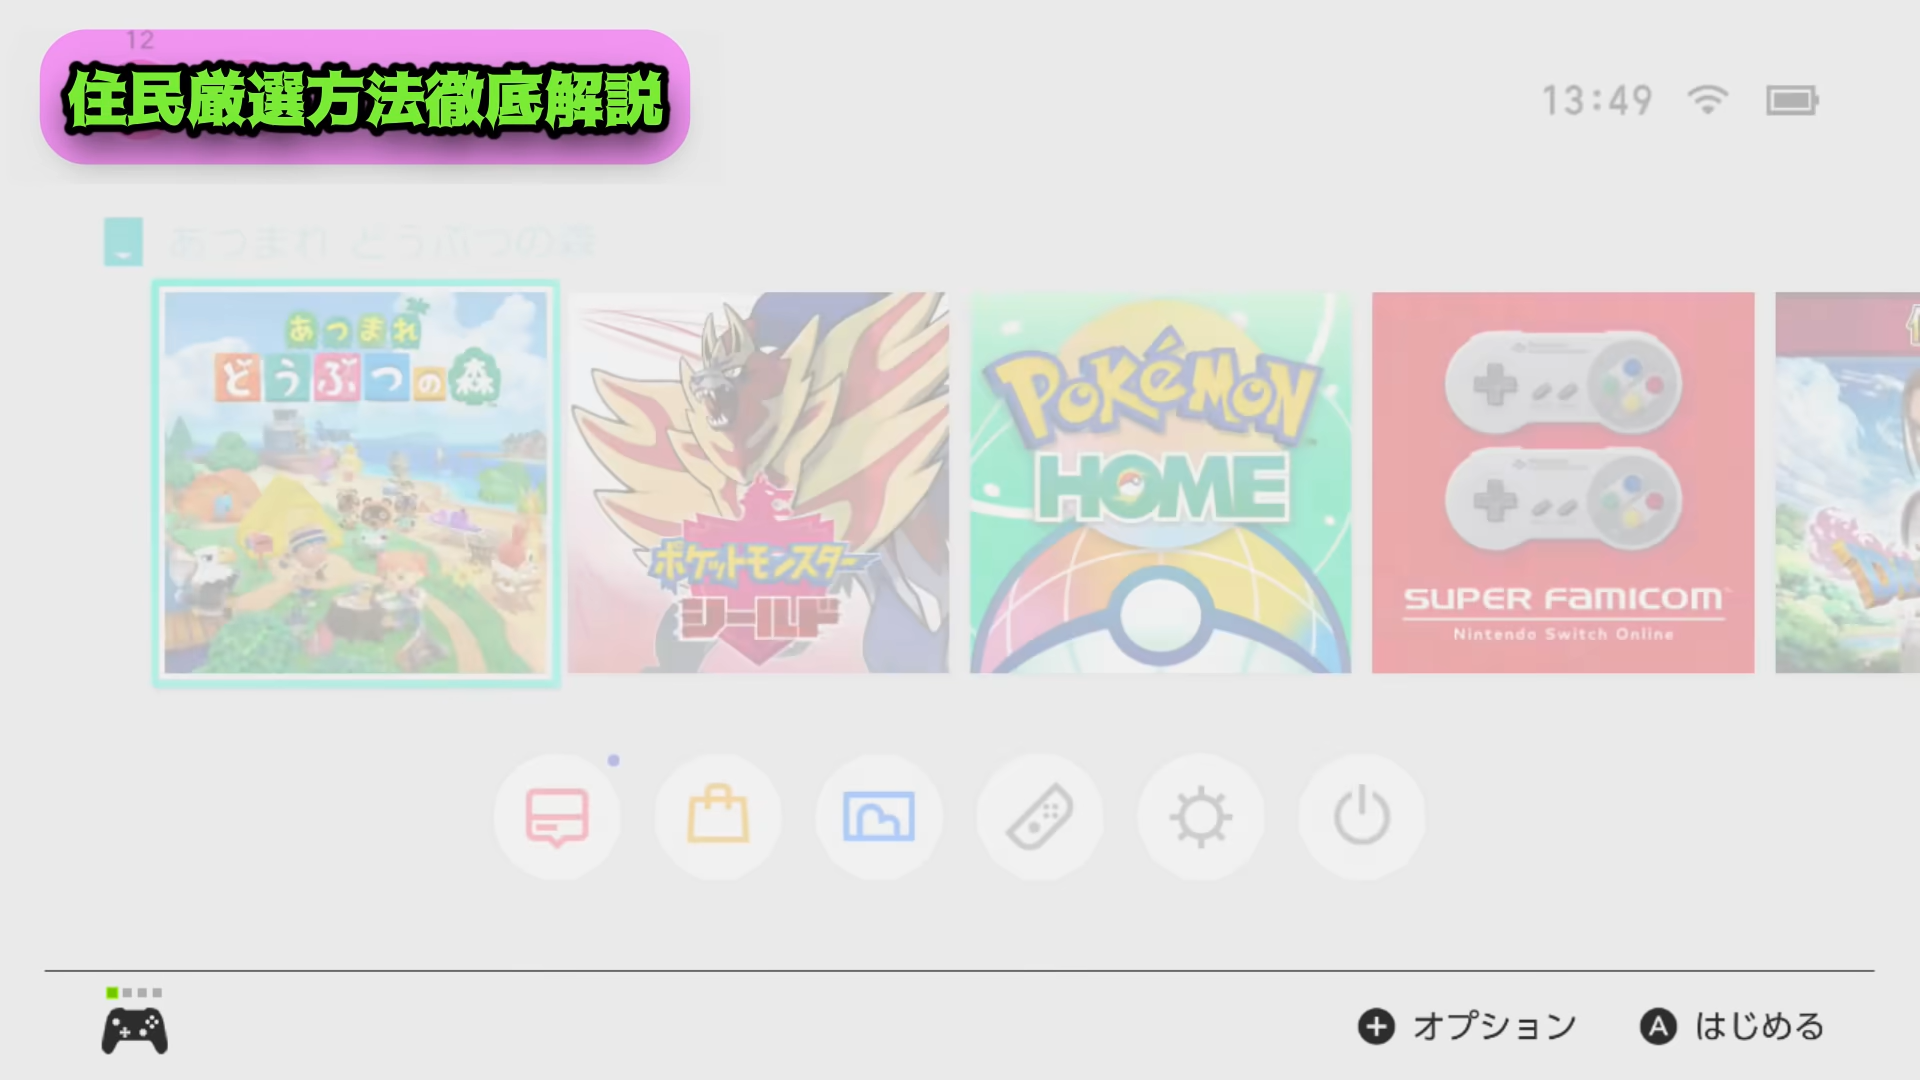 12
住民厳選方法徹底解説
13:49
あつまれ どうぶつの森
あつまれ
どうぶつの森
ポケットモンスター
シールド
POKéMON
HOME
SUPER FAMICOM
Nintendo Switch Online
オプション
はじめる